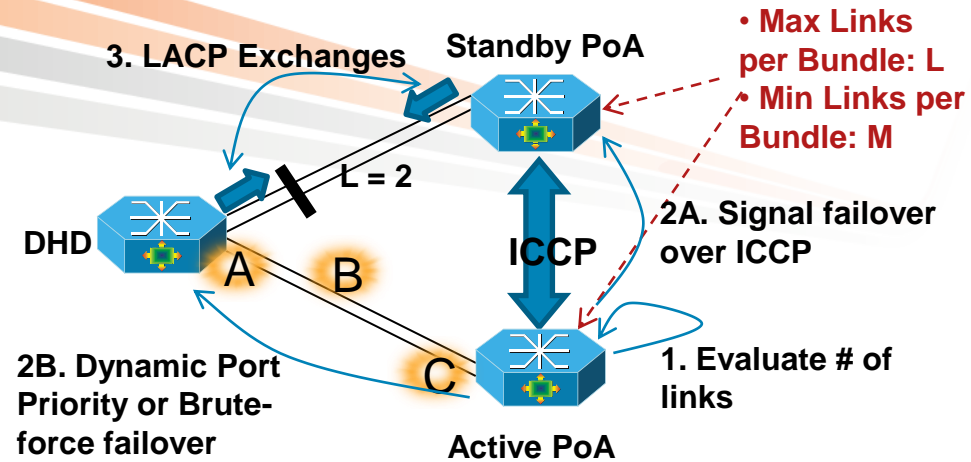 3. LACP Exchanges
Standby PoA
• Max Links
per Bundle: L
• Min Links per
Bundle: M
L = 2
DHD
A
B
C
ICCP
2A. Signal failover
over ICCP
2B. Dynamic Port
Priority or Brute-
force failover
1. Evaluate # of
links
Active PoA